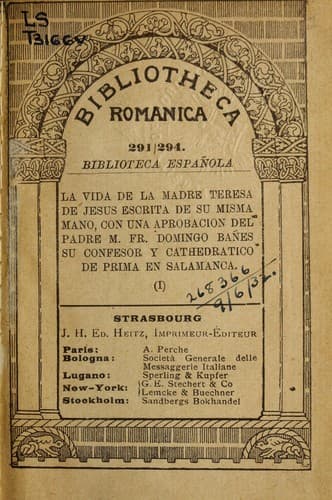 LS
T3166v
BIBLIOTHECA
ROMANICA
291/294.
BIBLIOTECA ESPAÑOLA
LA VIDA DE LA MADRE TERESA
DE JESUS ESCRITA DE SU MISMA
MANO, CON UNA APROBACION DEL
PADRE M. FR. DOMINGO BAÑES
SU CONFESOR Y CATHEDRATICO
DE PRIMA EN SALAMANCA.
(I)
268366
9/6/32.
STRASBOURG
J. H. ED. HEITZ, IMPRIMEUR-ÉDITEUR
Paris: A. Perche
Bologna: Società Generale delle
Messaggerie Italiane
Lugano: Sperling & Kupfer
New-York: G. E. Stechert & Co
Lemcke & Buechner
Stockholm: Sandbergs Bokhandel